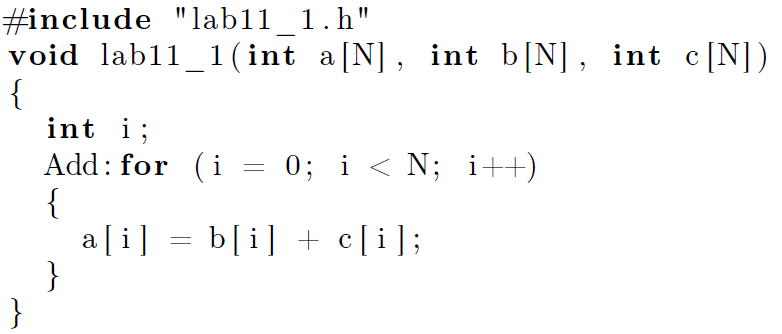 #include "lab11_1.h"
void lab11_1(int a[N], int b[N], int c[N])
{
int i;
Add:for (i = 0; i < N; i++)
{
a[i] = b[i] + c[i];
}
}